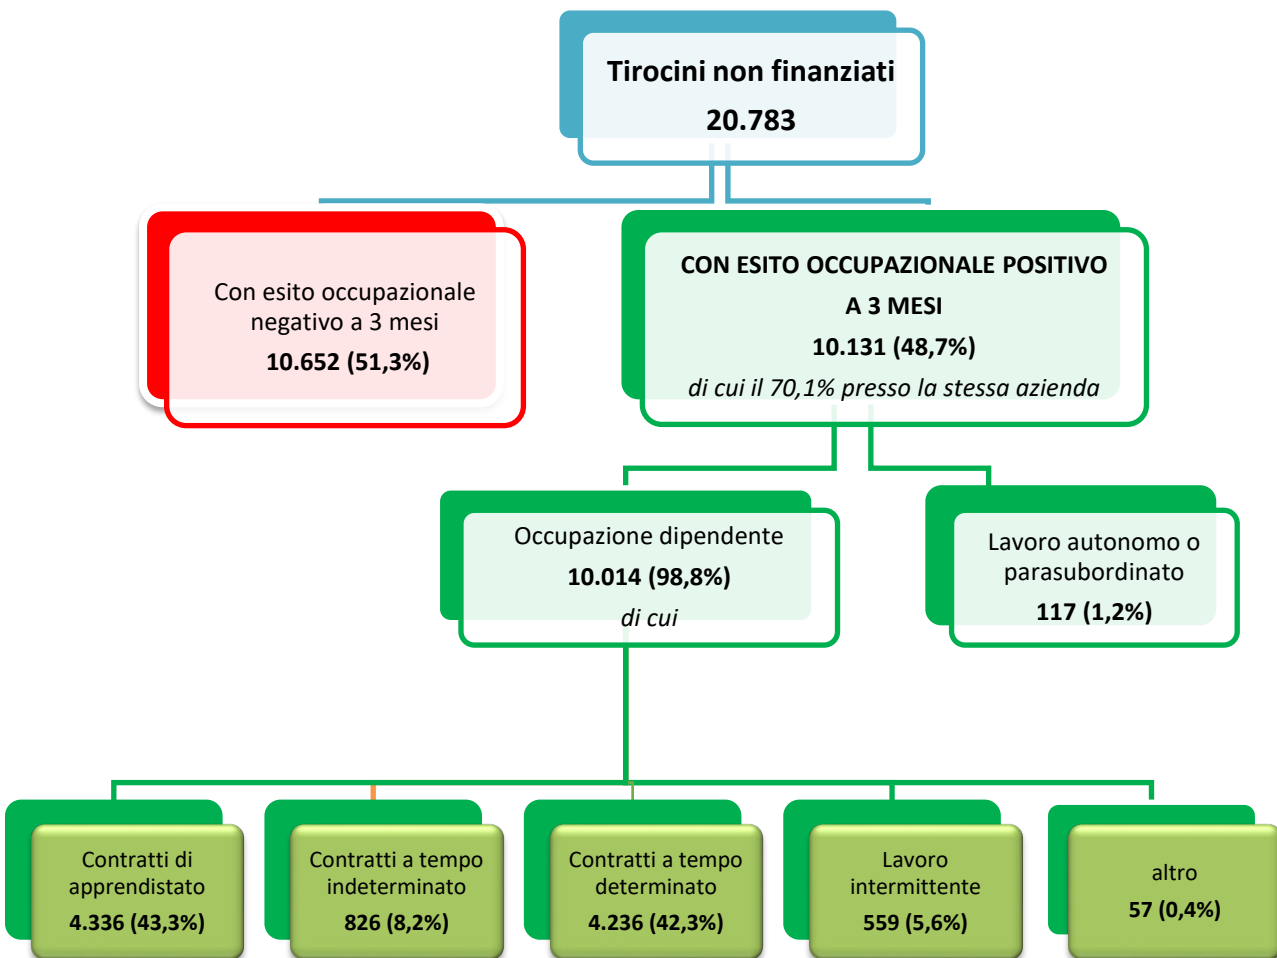 Tirocini non finanziati
20.783
Con esito occupazionale
negativo a 3 mesi
10.652 (51,3%)
CON ESITO OCCUPAZIONALE POSITIVO
A 3 MESI
10.131 (48,7%)
di cui il 70,1% presso la stessa azienda
Occupazione dipendente
10.014 (98,8%)
di cui
Lavoro autonomo o
parasubordinato
117 (1,2%)
Contratti di
apprendistato
4.336 (43,3%)
Contratti a tempo
indeterminato
826 (8,2%)
Contratti a tempo
determinato
4.236 (42,3%)
Lavoro
intermittente
559 (5,6%)
altro
57 (0,4%)